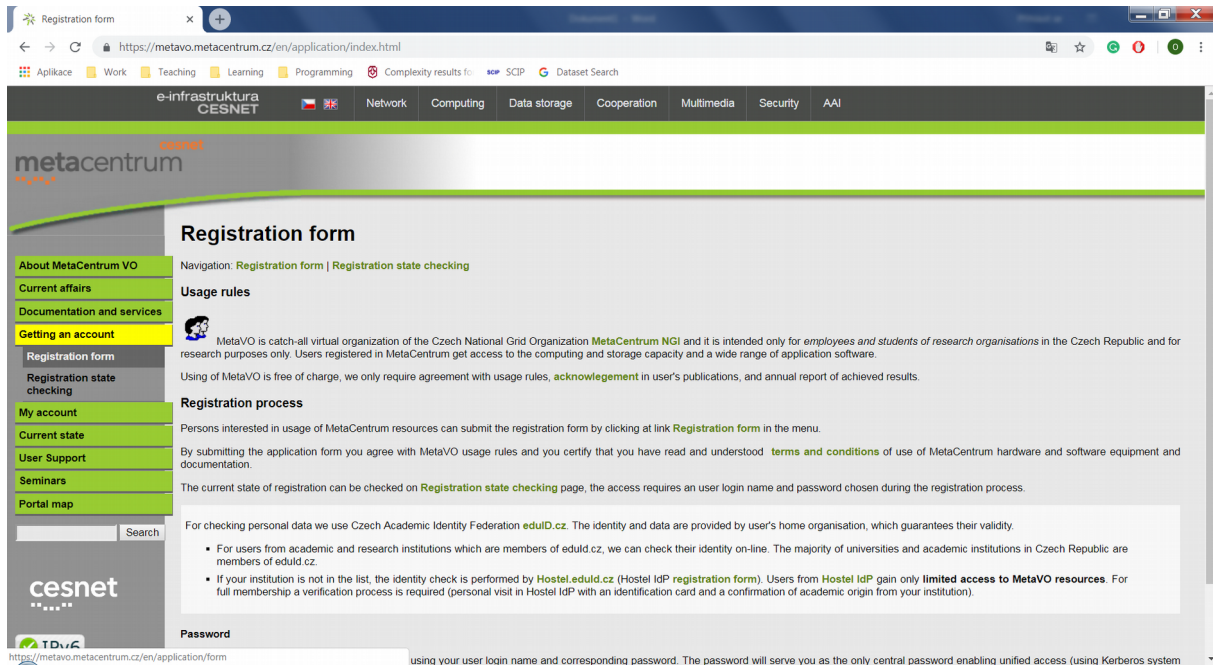 Registration form
https://metavo.metacentrum.cz/en/application/index.html
Aplikace Work Teaching Learning Programming Complexity results fo SCIP SCIP Dataset Search
e-infrastruktura
CESNET
Network Computing Data storage Cooperation Multimedia Security AAI
cesnet
metacentrum
Registration form
About MetaCentrum VO
Current affairs
Documentation and services
Getting an account
Registration form
Registration state
checking
My account
Current state
User Support
Seminars
Portal map
Search
cesnet
IPv6
Navigation: Registration form | Registration state checking
Usage rules
MetaVO is catch-all virtual organization of the Czech National Grid Organization MetaCentrum NGI and it is intended only for employees and students of research organisations in the Czech Republic and for
research purposes only. Users registered in MetaCentrum get access to the computing and storage capacity and a wide range of application software.
Using of MetaVO is free of charge, we only require agreement with usage rules, acknowlegement in user's publications, and annual report of achieved results.
Registration process
Persons interested in usage of MetaCentrum resources can submit the registration form by clicking at link Registration form in the menu.
By submitting the application form you agree with MetaVO usage rules and you certify that you have read and understood terms and conditions of use of MetaCentrum hardware and software equipment and
documentation.
The current state of registration can be checked on Registration state checking page, the access requires an user login name and password chosen during the registration process.
For checking personal data we use Czech Academic Identity Federation eduID.cz. The identity and data are provided by user's home organisation, which guarantees their validity.
▪ For users from academic and research institutions which are members of eduId.cz, we can check their identity on-line. The majority of universities and academic institutions in Czech Republic are
members of eduId.cz.
▪ If your institution is not in the list, the identity check is performed by Hostel.eduId.cz (Hostel IdP registration form). Users from Hostel IdP gain only limited access to MetaVO resources. For
full membership a verification process is required (personal visit in Hostel IdP with an identification card and a confirmation of academic origin from your institution).
Password
using your user login name and corresponding password. The password will serve you as the only central password enabling unified access (using Kerberos system
https://metavo.metacentrum.cz/en/application/form